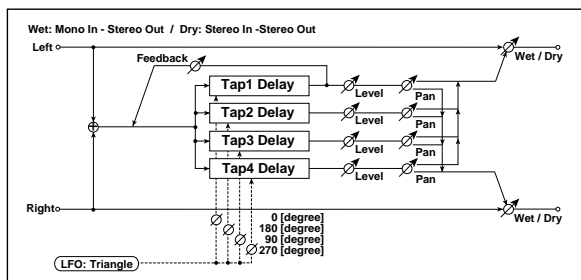 Wet: Mono In - Stereo Out / Dry: Stereo In -Stereo Out
Left
Wet / Dry
Feedback
Tap1 Delay
Level
Pan
Tap2 Delay
Level
Pan
Tap3 Delay
Level
Pan
Tap4 Delay
Level
Pan
Right
Wet / Dry
0 [degree]
180 [degree]
90 [degree]
270 [degree]
LFO: Triangle